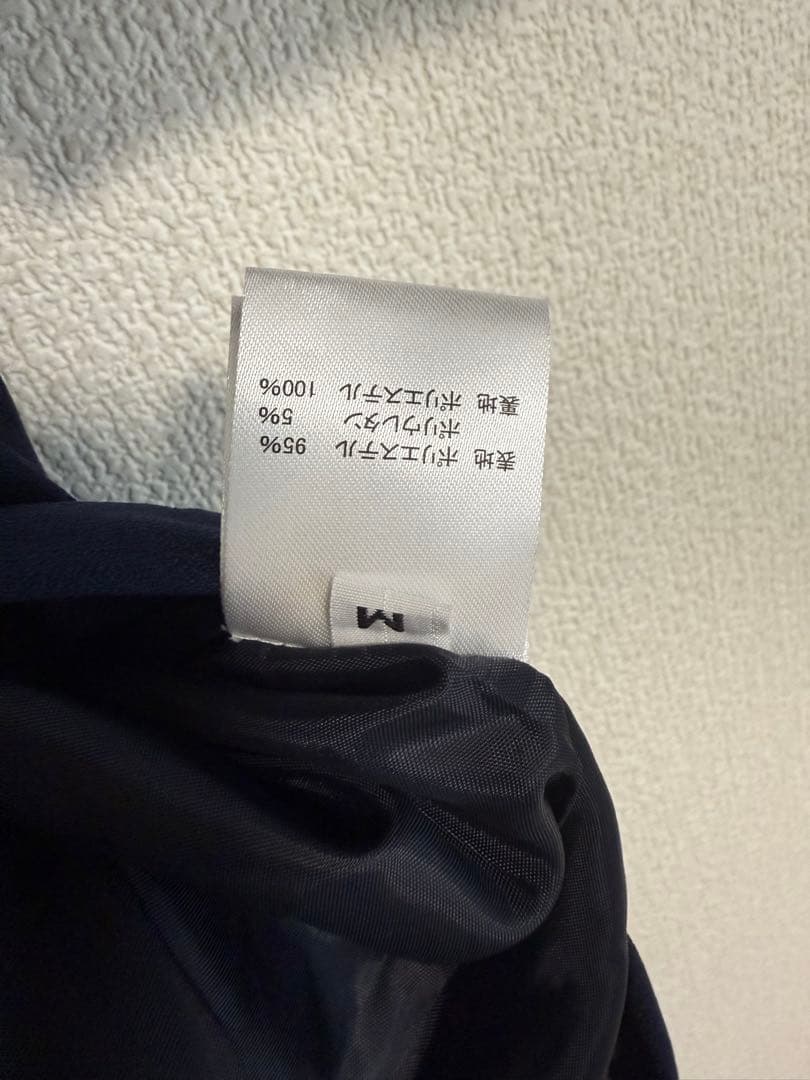 表地 ポリエステル 95%
ポリウレタン 5%
裏地 ポリエステル 100%
M